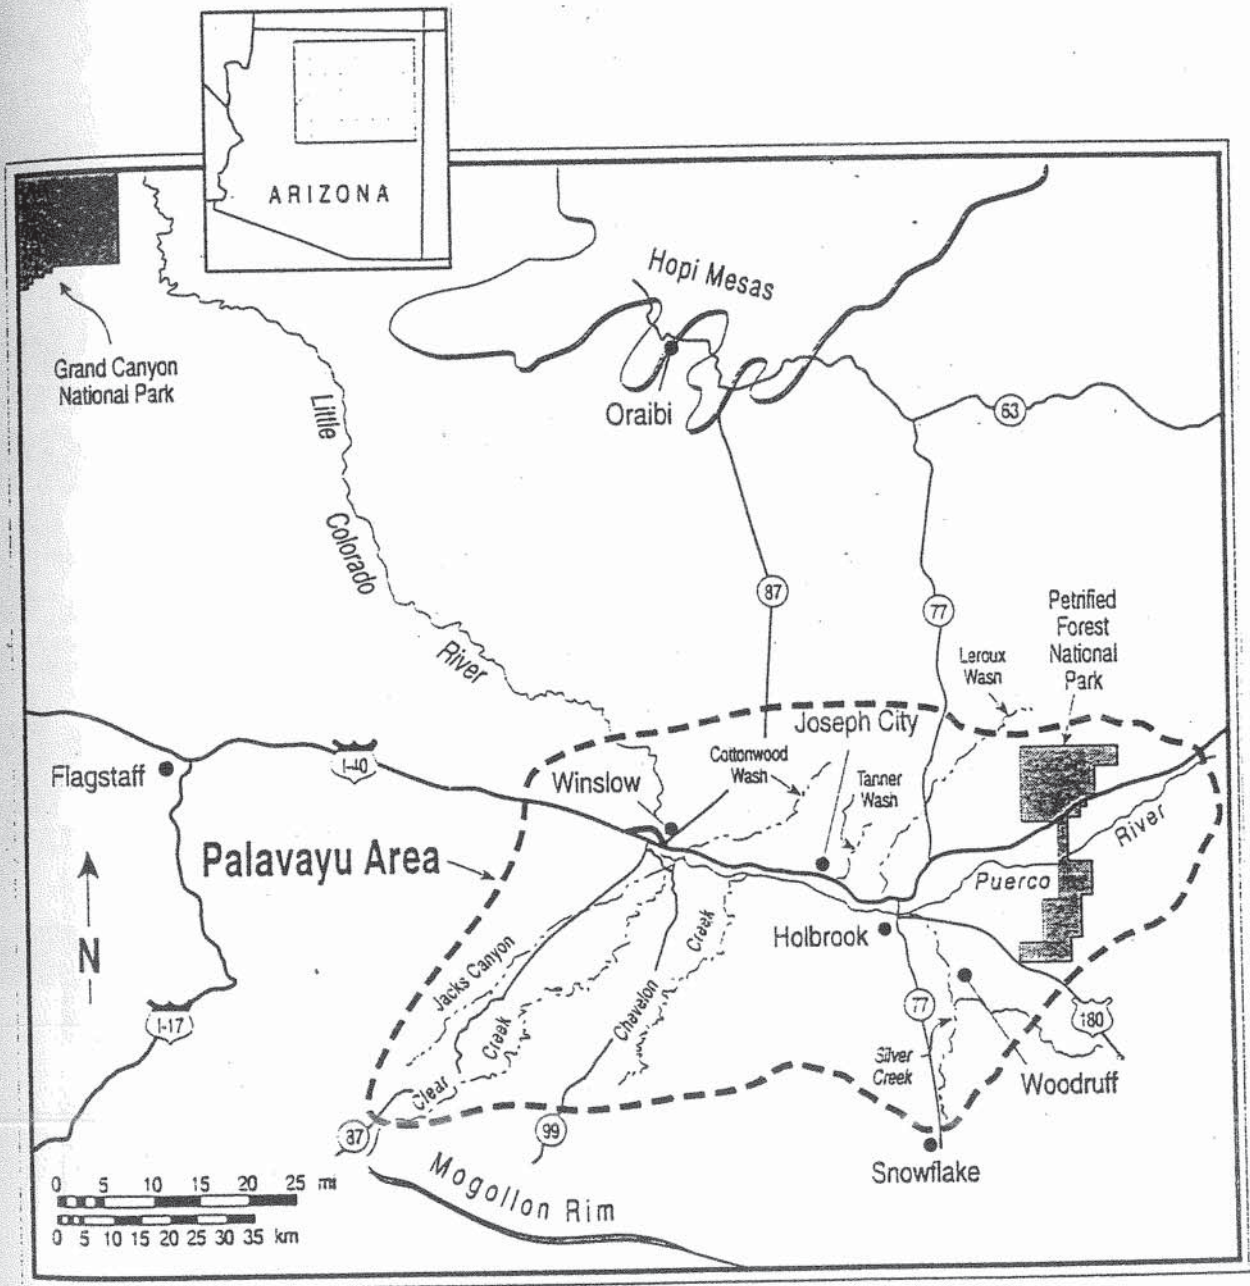 ARIZONA
Hopi Mesas
Grand Canyon
National Park
Oraibi
63
Little
Colorado
River
87
77
Petrified
Forest
National
Park
Leroux
Wash
Joseph City
Cottonwood
Wash
Tanner
Wash
Flagstaff
I-40
Winslow
River
Palavayu Area
Puerco
N
Holbrook
Jacks Canyon
Creek
Chevelon
Creek
Clear
I-17
77
180
Silver
Creek
Woodruff
87
99
Snowflake
Mogollon Rim
0 5 10 15 20 25 mi
0 5 10 15 20 25 30 35 km